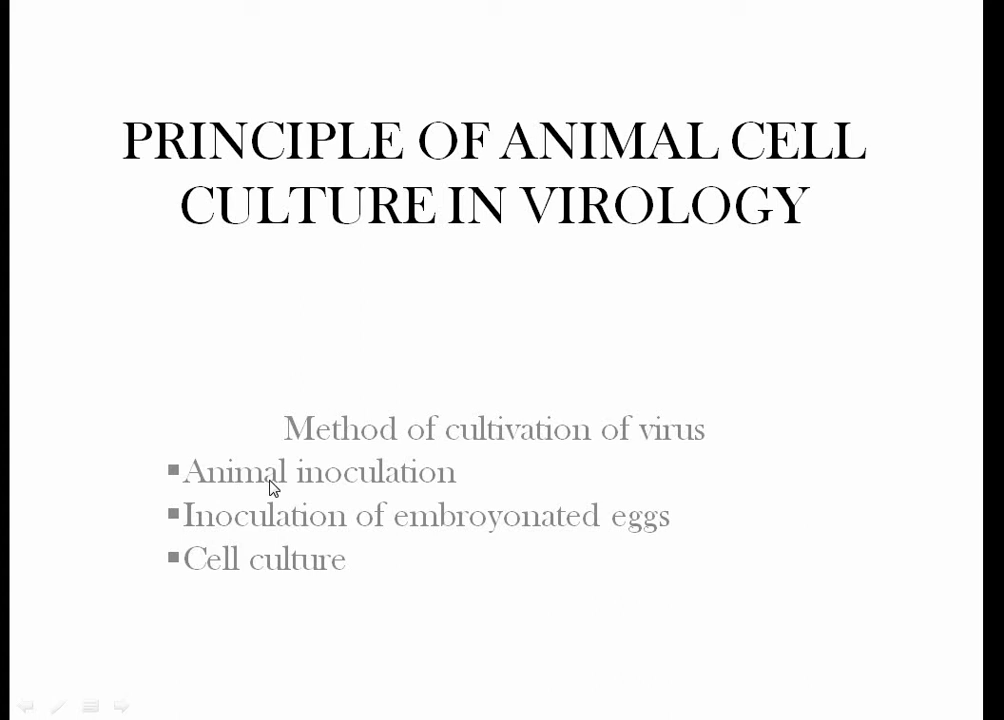 PRINCIPLE OF ANIMAL CELL
CULTURE IN VIROLOGY
Method of cultivation of virus
▪Animal inoculation
▪Inoculation of embroyonated eggs
▪Cell culture